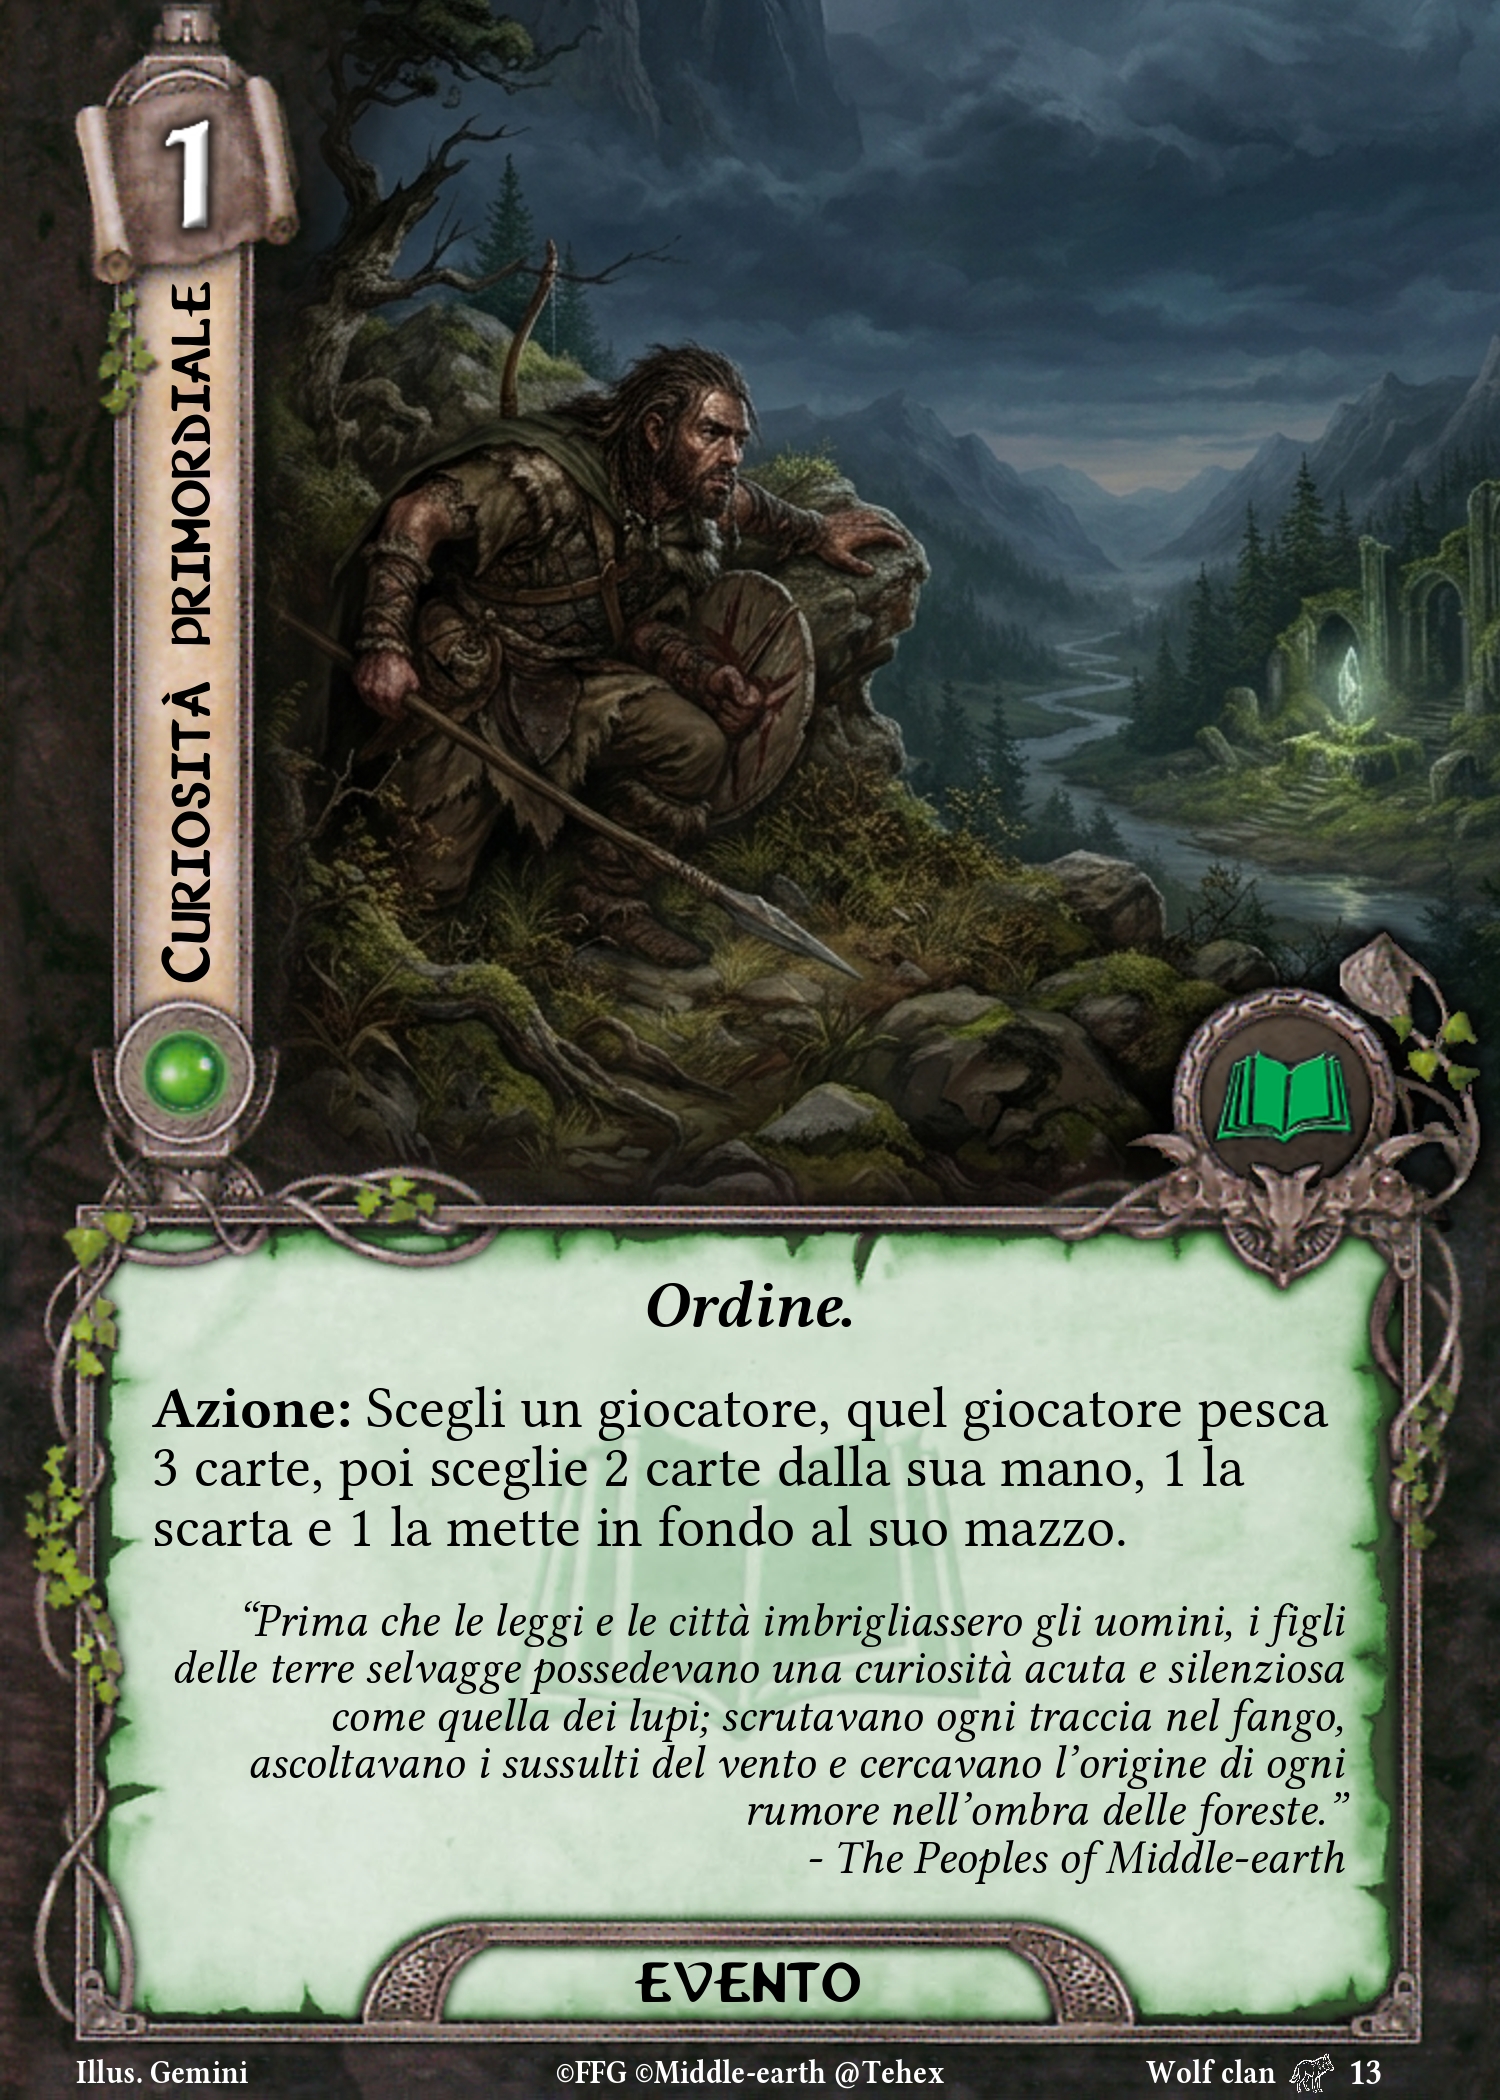 1
Curiosità primordiale
Ordine.
Azione: Scegli un giocatore, quel giocatore pesca
3 carte, poi sceglie 2 carte dalla sua mano, 1 la
scarta e 1 la mette in fondo al suo mazzo.
“Prima che le leggi e le città imbrigliassero gli uomini, i figli
delle terre selvagge possedevano una curiosità acuta e silenziosa
come quella dei lupi; scrutavano ogni traccia nel fango,
ascoltavano i sussulti del vento e cercavano l’origine di ogni
rumore nell’ombra delle foreste.”
- The Peoples of Middle-earth
EVENTO
Illus. Gemini ©FFG ©Middle-earth @Tehex Wolf clan 13